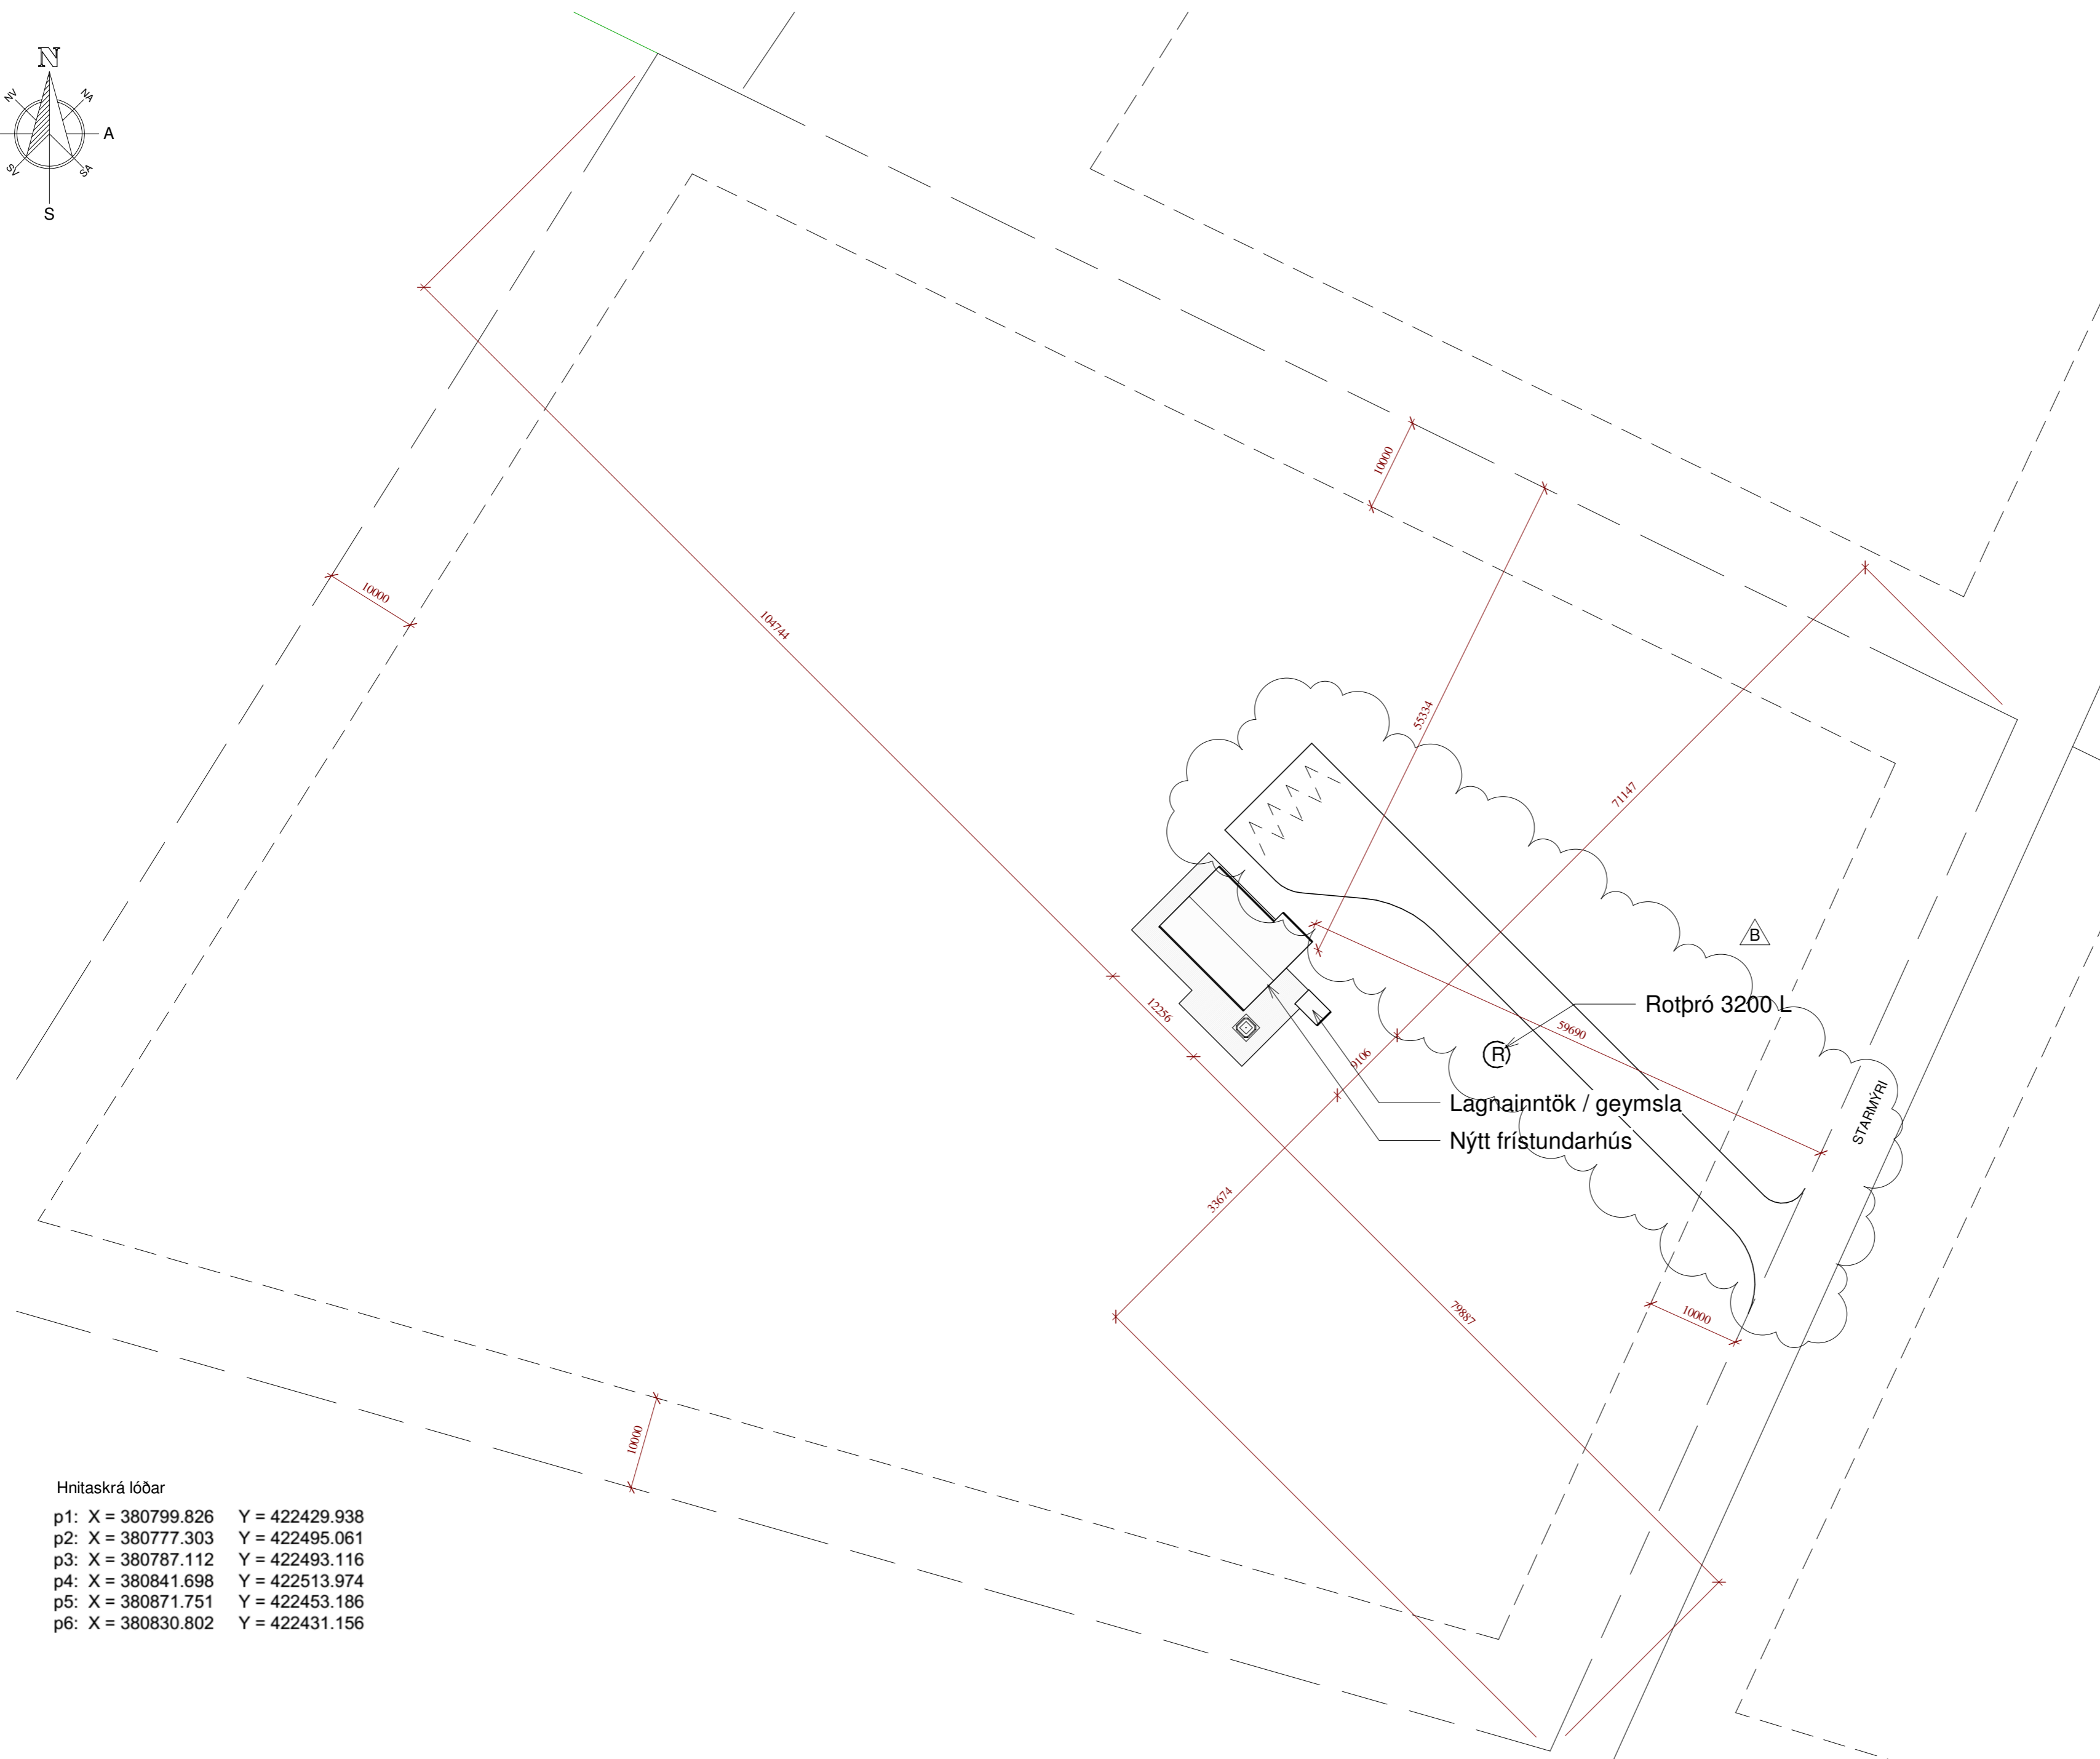 N
NV
NA
A
SV
SA
S
10000
10000
104744
55334
71147
B
Rotþró 3200 L
59690
12256
R
9106
Lagnainntök / geymsla
STARMÝRI
Nýtt frístundarhús
33674
79887
10000
10000
Hnitaskrá lóðar
p1: X = 380799.826 Y = 422429.938
p2: X = 380777.303 Y = 422495.061
p3: X = 380787.112 Y = 422493.116
p4: X = 380841.698 Y = 422513.974
p5: X = 380871.751 Y = 422453.186
p6: X = 380830.802 Y = 422431.156